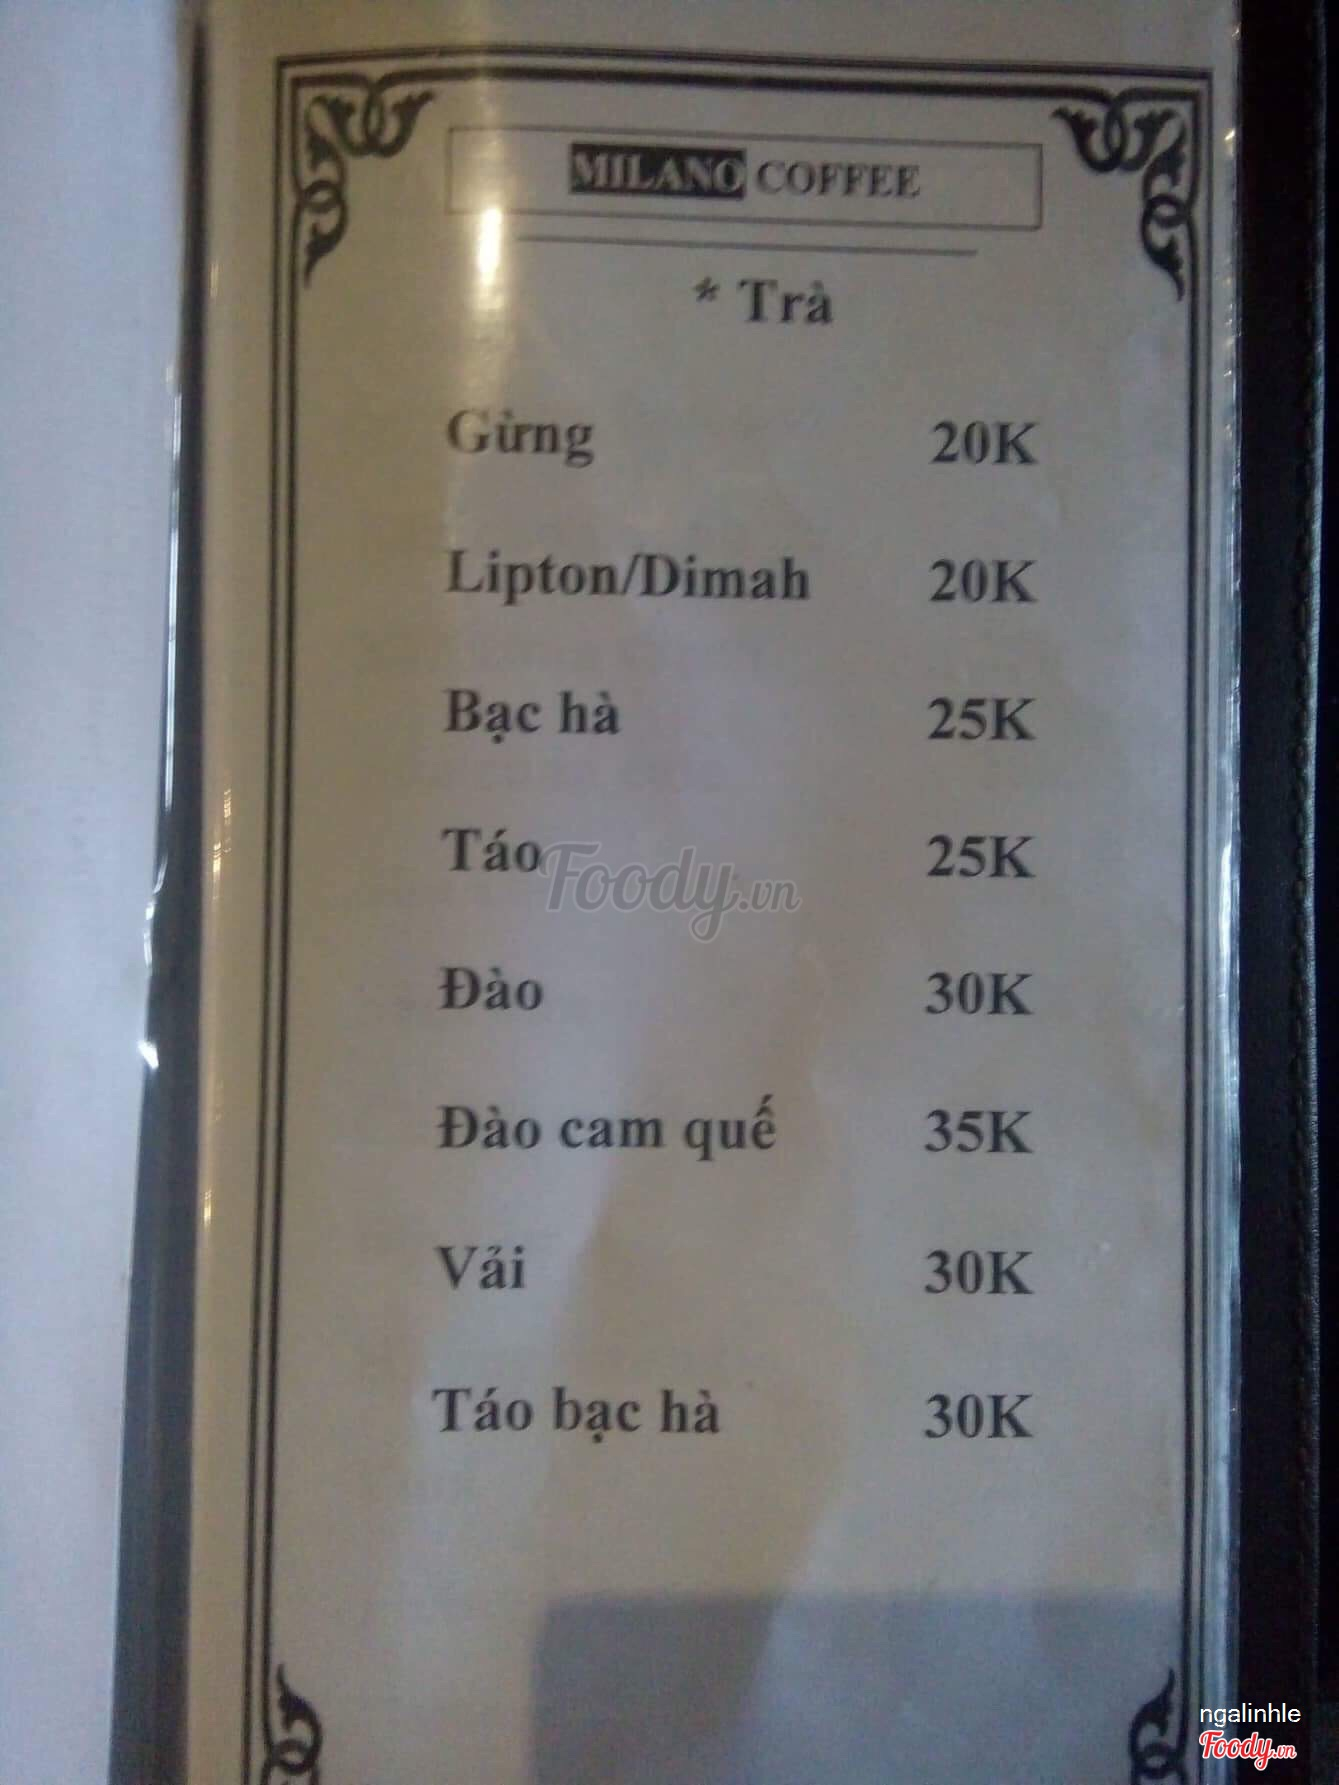 MILANO COFFEE
* Trà
Gừng 20K
Lipton/Dimah 20K
Bạc hà 25K
Táo 25K
Foody.vn
Đào 30K
Đào cam quế 35K
Vải 30K
Táo bạc hà 30K
ngalinhle
Foody.vn